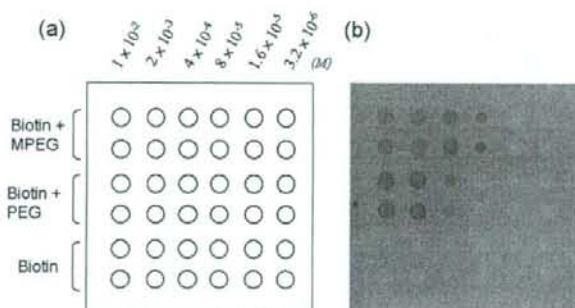 (a)
1 x 10-2
2 x 10-3
4 x 10-4
8 x 10-5
1.6 x 10-5
3.2 x 10-6
(M)
(b)
Biotin +
MPEG
Biotin +
PEG
Biotin